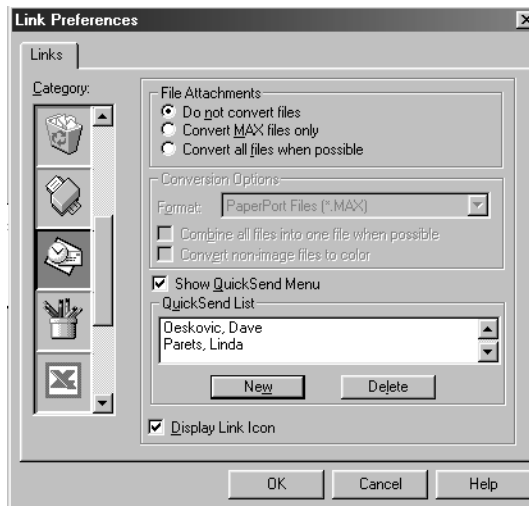 Link Preferences
Links
Category:
File Attachments
Do not convert files
Convert MAX files only
Convert all files when possible
Conversion Options
Format: PaperPort Files (*.MAX)
Combine all files into one file when possible
Convert non-image files to color
Show QuickSend Menu
QuickSend List
Oeskovic, Dave
Parets, Linda
New Delete
Display Link Icon
OK Cancel Help